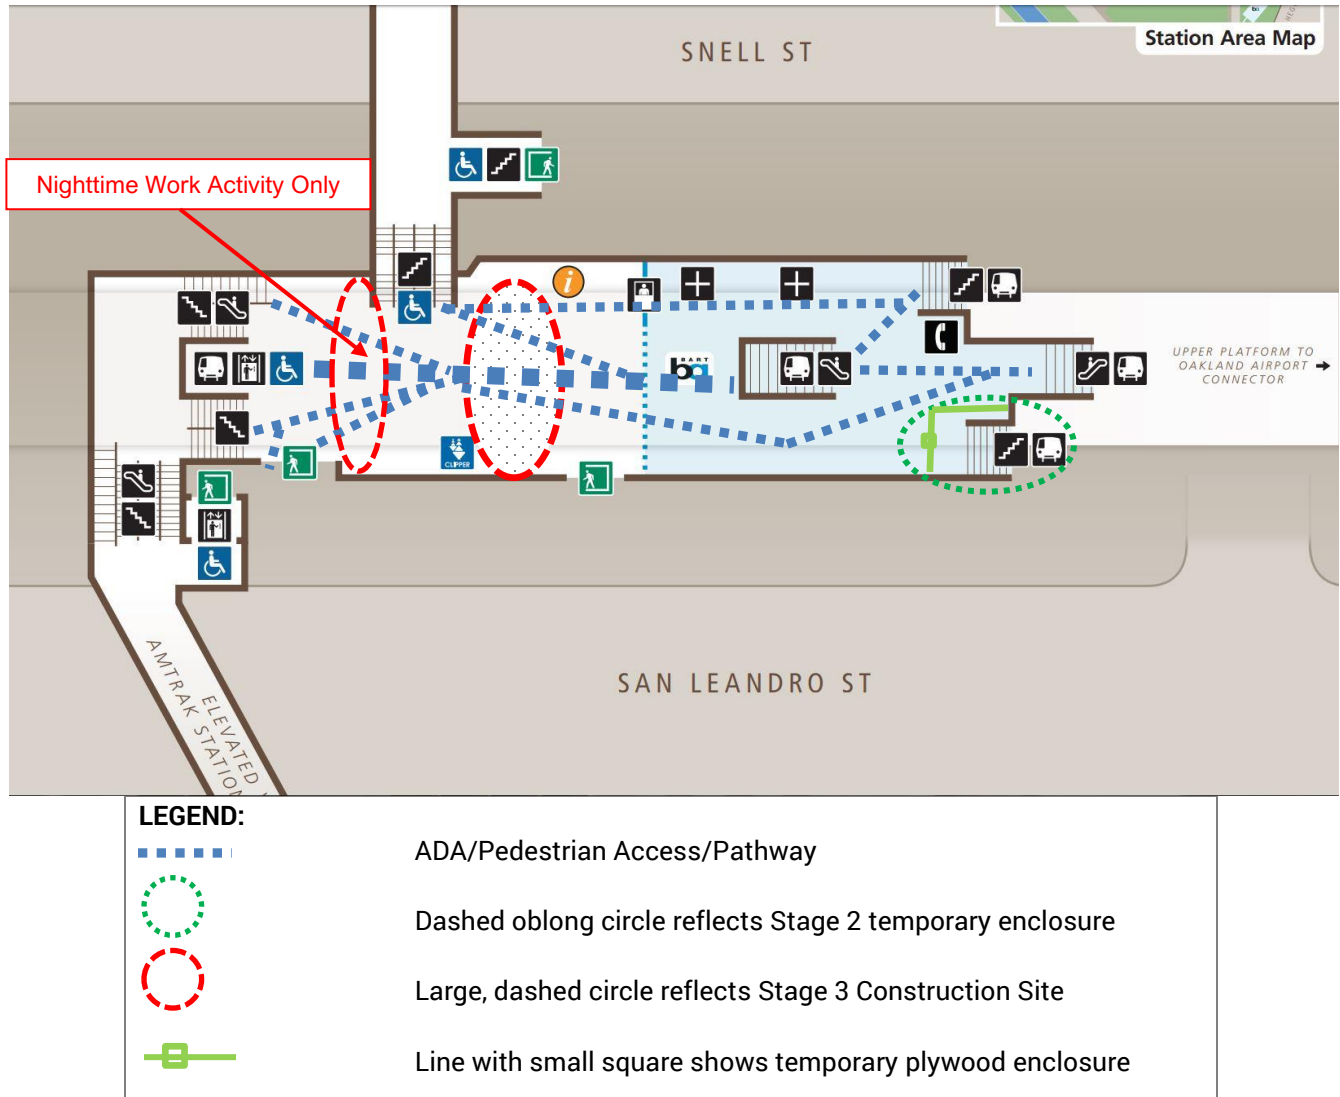 SNELL ST
Station Area Map
Nighttime Work Activity Only
i
BART
ba
UPPER PLATFORM TO
OAKLAND AIRPORT
CONNECTOR
CLIPPER
SAN LEANDRO ST
ELEVATED
AMTRAK STATION
LEGEND:
ADA/Pedestrian Access/Pathway
Dashed oblong circle reflects Stage 2 temporary enclosure
Large, dashed circle reflects Stage 3 Construction Site
Line with small square shows temporary plywood enclosure